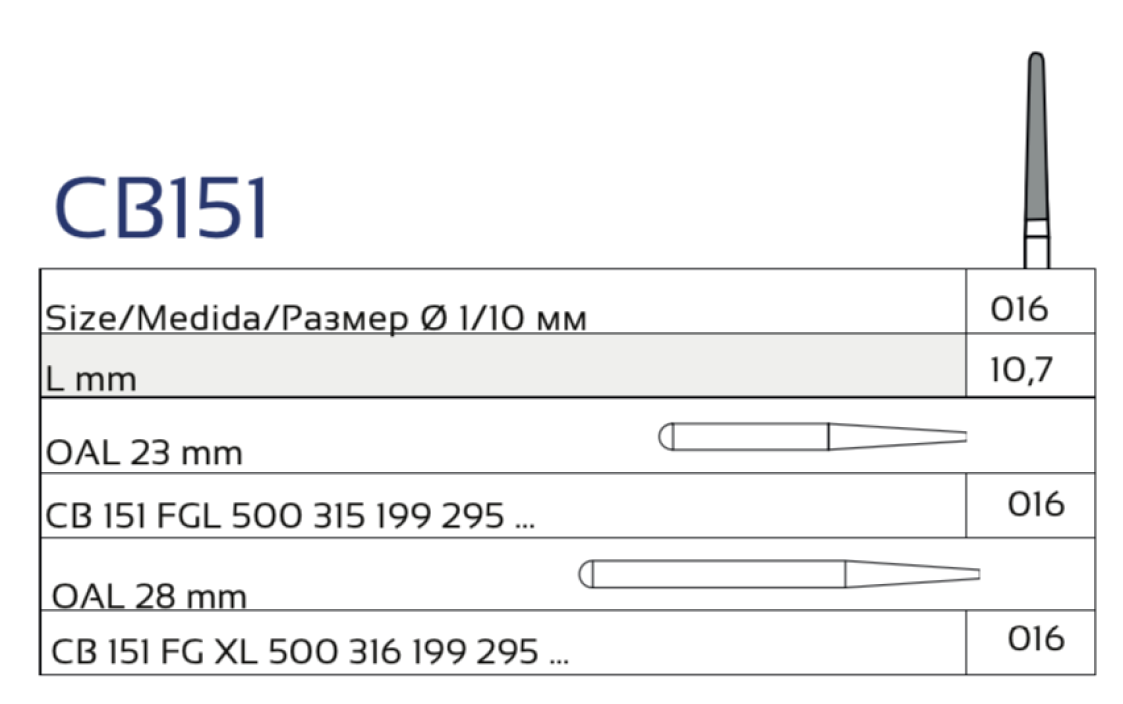 CB151
Size/Medida/Размер Ø 1/10 мм 016
L mm 10,7
OAL 23 mm
CB 151 FGL 500 315 199 295 ... 016
OAL 28 mm
CB 151 FG XL 500 316 199 295 ... 016